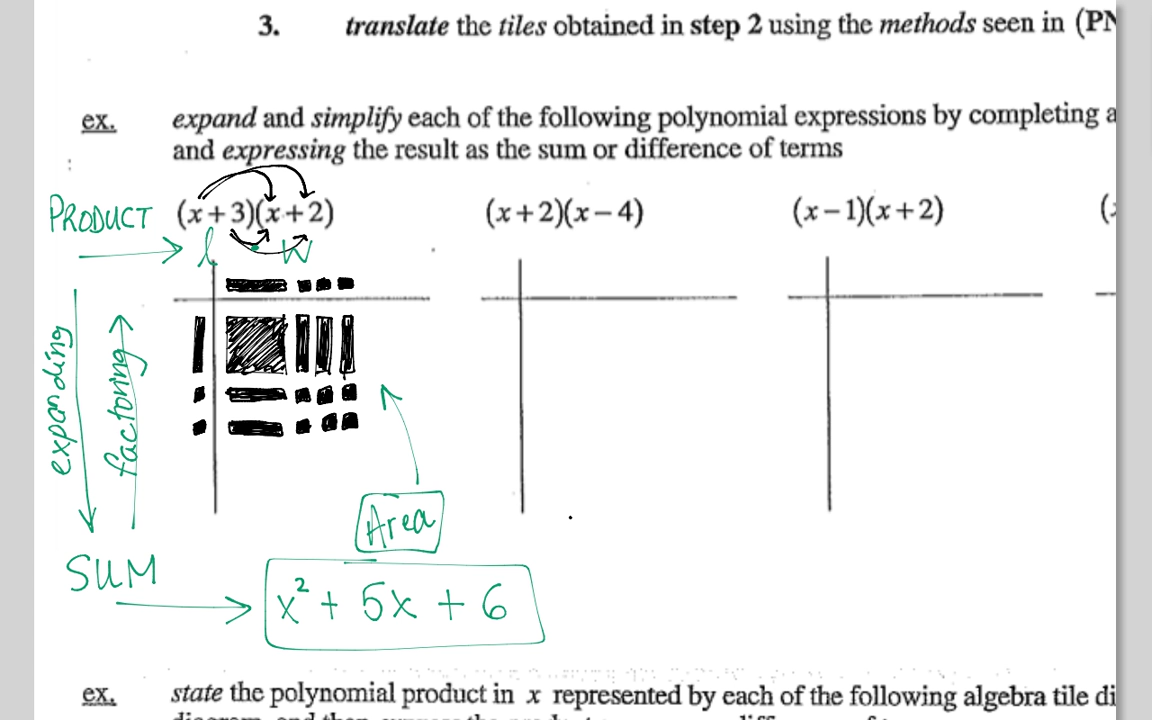 3. translate the tiles obtained in step 2 using the methods seen in (PN
ex. expand and simplify each of the following polynomial expressions by completing a
and expressing the result as the sum or difference of terms
PRODUCT (x+3)(x+2) (x+2)(x−4) (x−1)(x+2) (
l w
expanding
factoring
Area
SUM
x² + 5x + 6
ex. state the polynomial product in x represented by each of the following algebra tile di